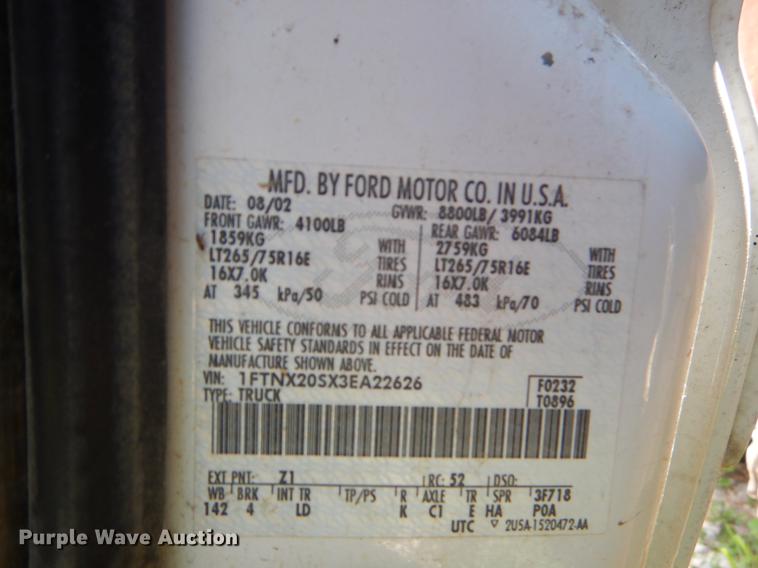 MFD. BY FORD MOTOR CO. IN U.S.A.
DATE: 08/02 GVWR: 8800LB/ 3991KG
FRONT GAWR: 4100LB REAR GAWR: 6084LB
1859KG WITH 2759KG WITH
LT265/75R16E TIRES LT265/75R16E TIRES
16X7.0K RIMS 16X7.0K RIMS
AT 345 kPa/50 PSI COLD AT 483 kPa/70 PSI COLD
THIS VEHICLE CONFORMS TO ALL APPLICABLE FEDERAL MOTOR
VEHICLE SAFETY STANDARDS IN EFFECT ON THE DATE OF
MANUFACTURE SHOWN ABOVE.
VIN: 1FTNX20SX3EA22626 F0232
TYPE: TRUCK T0896
EXT PNT: Z1 RC: 52 DSO:
WB BRK INT TR TP/PS R AXLE TR SPR 3F718
142 4 LD K C1 E HA POA
UTC 2U5A-1520472-AA
Purple Wave Auction